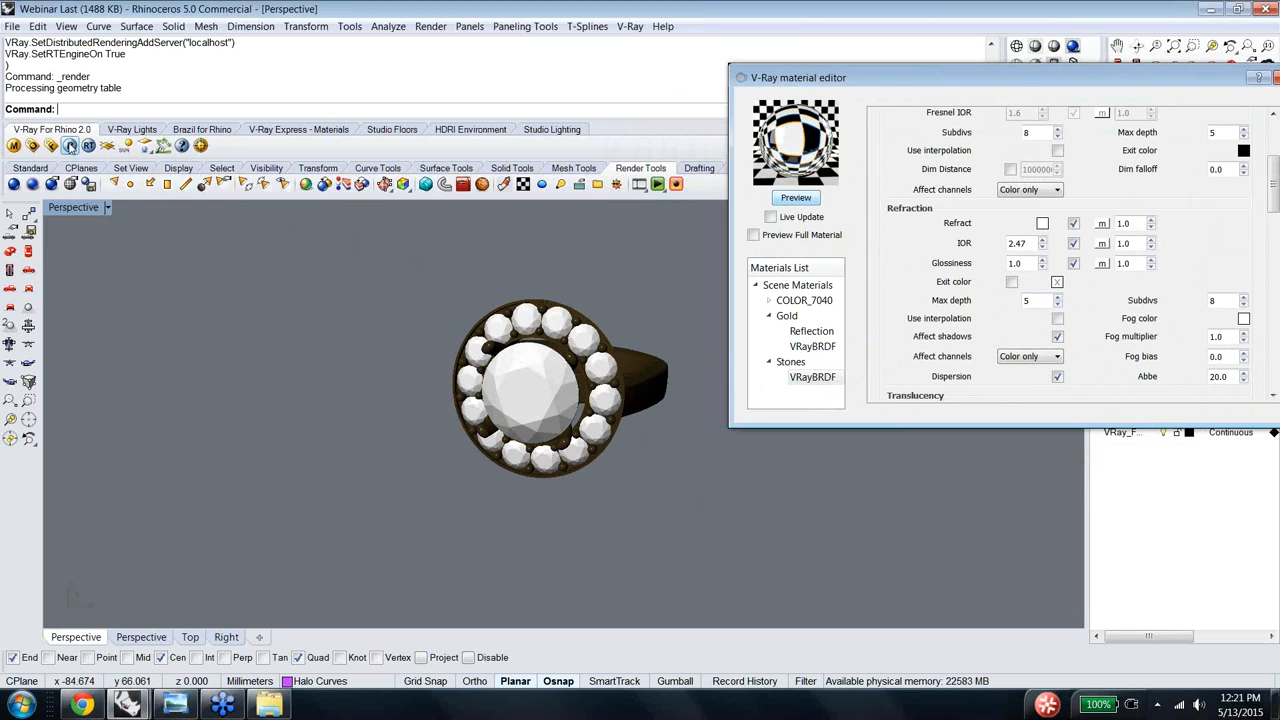 Webinar Last (1488 KB) - Rhinoceros 5.0 Commercial - [Perspective]
File Edit View Curve Surface Solid Mesh Dimension Transform Tools Analyze Render Panels Paneling Tools T-Splines V-Ray Help
VRay.SetDistributedRenderingAddServer("localhost")
VRay.SetRTEngineOn True
)
Command: _render
Processing geometry table
Command:
V-Ray For Rhino 2.0 V-Ray Lights Brazil for Rhino V-Ray Express - Materials Studio Floors HDRI Environment Studio Lighting
M R RT
Standard CPlanes Set View Display Select Visibility Transform Curve Tools Surface Tools Solid Tools Mesh Tools Render Tools Drafting
Perspective
V-Ray material editor
Preview
Live Update
Preview Full Material
Materials List
Scene Materials
COLOR_7040
Gold
Reflection
VRayBRDF
Stones
VRayBRDF
Fresnel IOR 1.6 m 1.0
Subdivs 8 Max depth 5
Use interpolation Exit color
Dim Distance 100000 Dim falloff 0.0
Affect channels Color only
Refraction
Refract m 1.0
IOR 2.47 m 1.0
Glossiness 1.0 m 1.0
Exit color X
Max depth 5 Subdivs 8
Use interpolation Fog color
Affect shadows Fog multiplier 1.0
Affect channels Color only Fog bias 0.0
Dispersion Abbe 20.0
Translucency
VRay_F... Continuous
Perspective Perspective Top Right
End Near Point Mid Cen Int Perp Tan Quad Knot Vertex Project Disable
CPlane x -84.674 y 66.061 z 0.000 Millimeters Halo Curves Grid Snap Ortho Planar Osnap SmartTrack Gumball Record History Filter Available physical memory: 22583 MB
100% 12:21 PM
5/13/2015